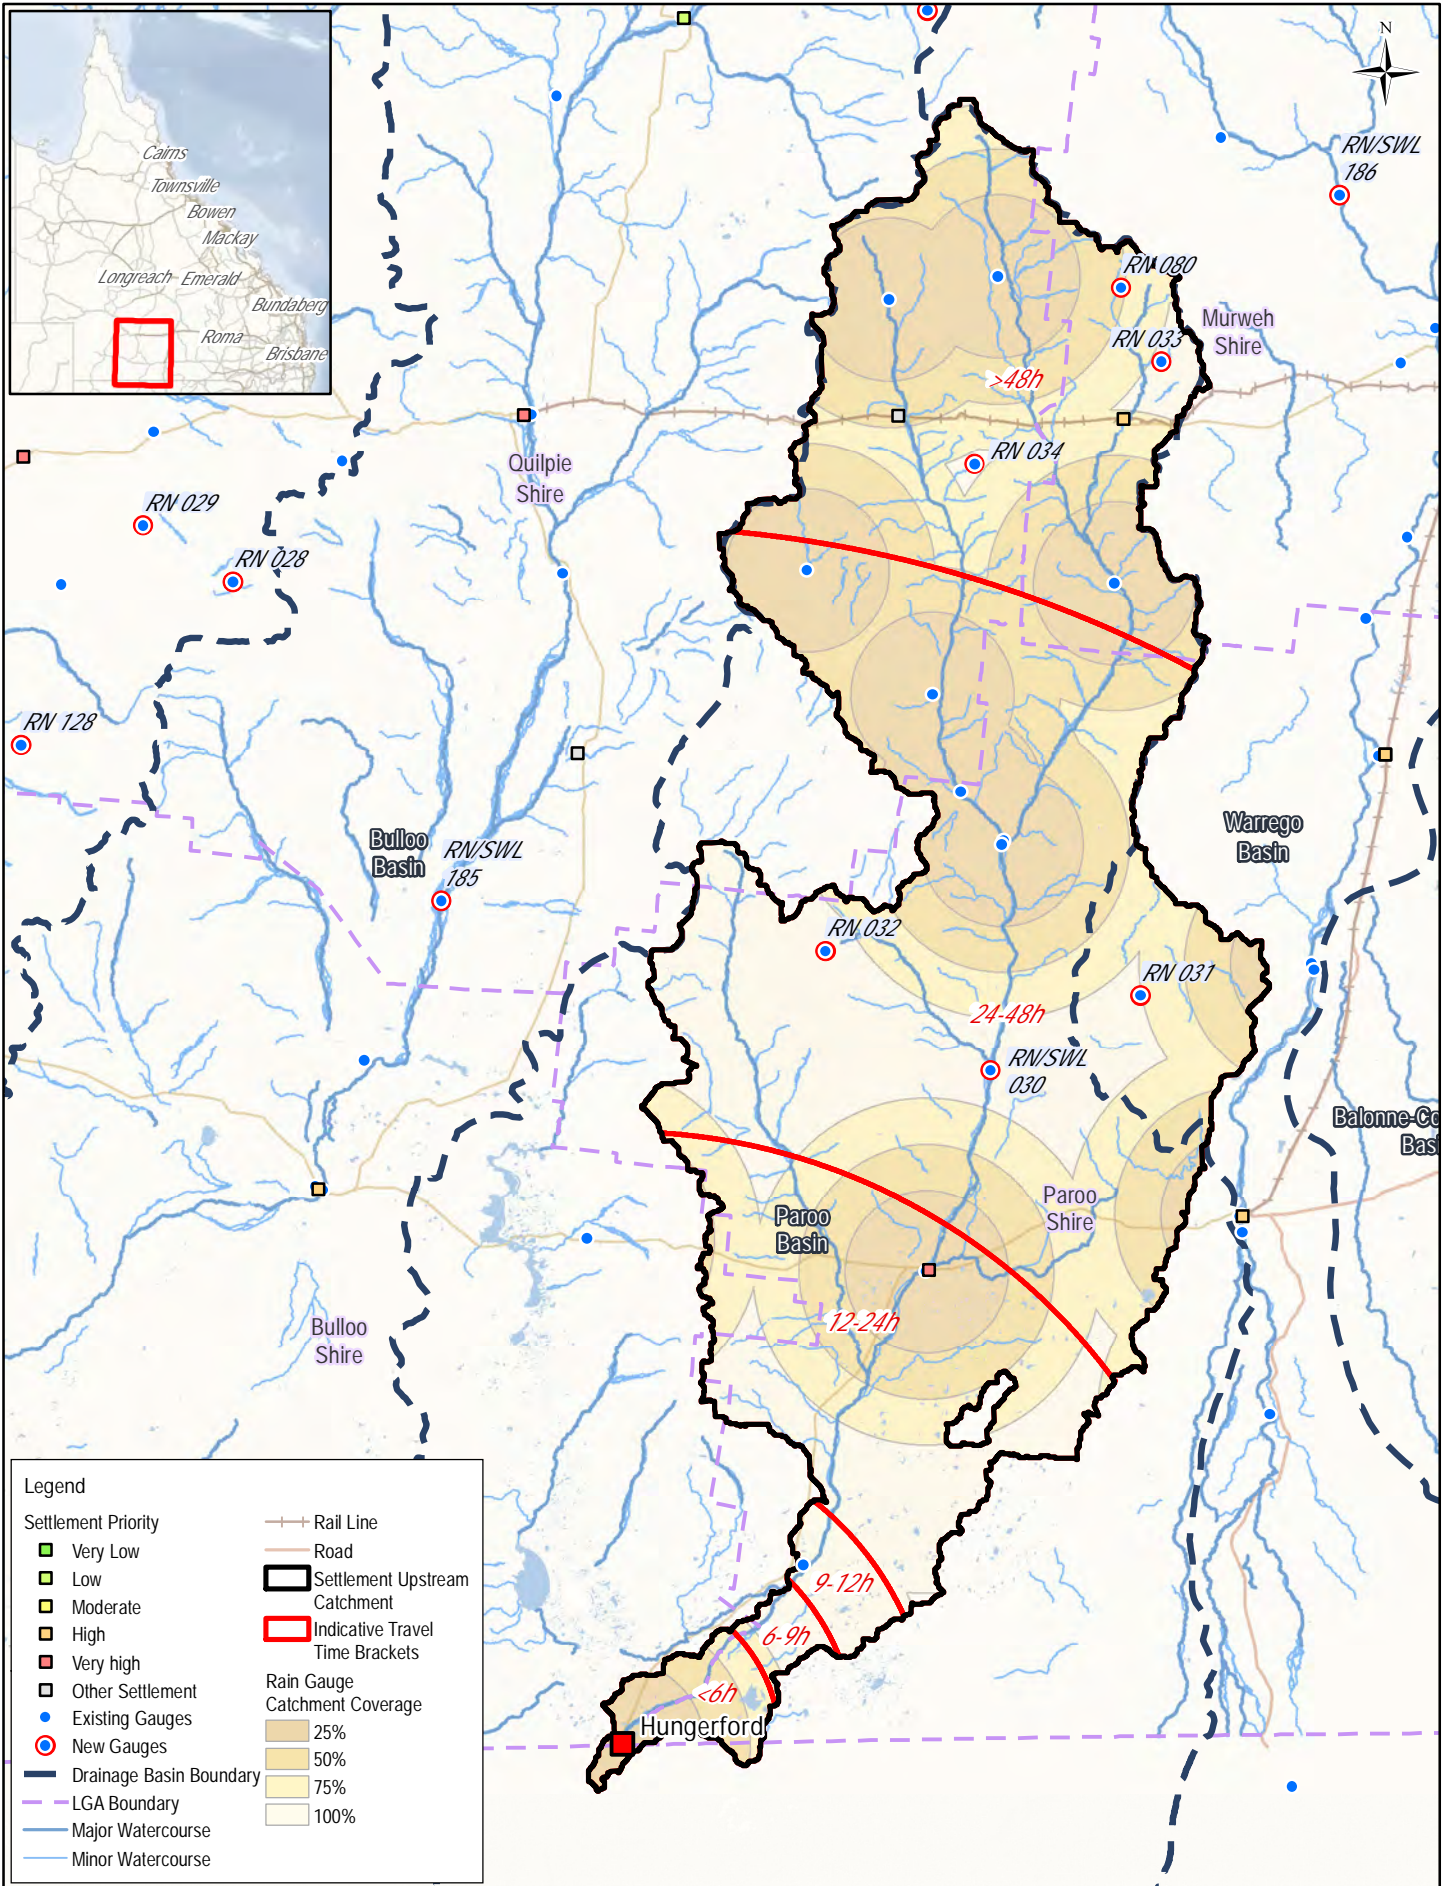 N
Cairns
Townsville
Bowen
Mackay
Longreach
Emerald
Bundaberg
Roma
Brisbane
RN/SWL
186
RN 080
Murweh
Shire
RN 033
>48h
Quilpie
Shire
RN 034
RN 029
RN 028
RN 128
Bulloo
Basin
RN/SWL
185
Warrego
Basin
RN 032
RN 031
24-48h
RN/SWL
030
Balonne-Co
Basi
Paroo
Shire
Paroo
Basin
12-24h
Bulloo
Shire
9-12h
6-9h
<6h
Hungerford
Legend
Settlement Priority
Very Low
Low
Moderate
High
Very high
Other Settlement
Existing Gauges
New Gauges
Drainage Basin Boundary
LGA Boundary
Major Watercourse
Minor Watercourse
Rail Line
Road
Settlement Upstream
Catchment
Indicative Travel
Time Brackets
Rain Gauge
Catchment Coverage
25%
50%
75%
100%